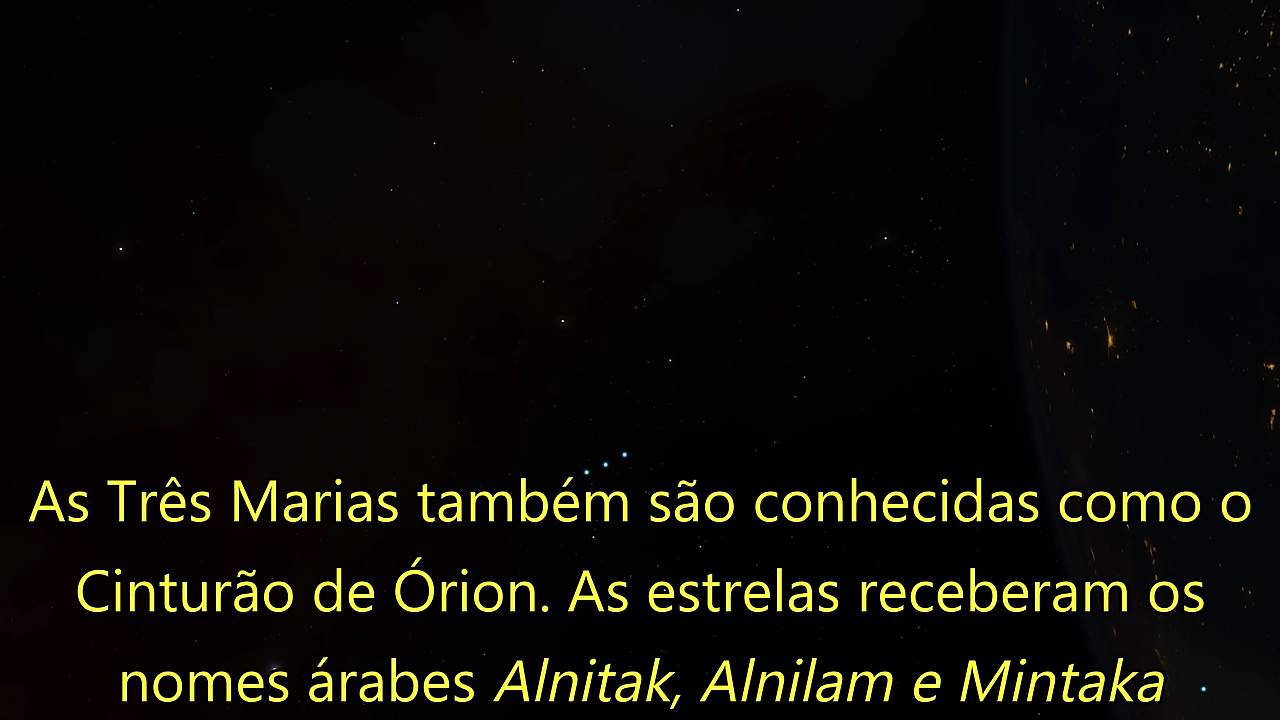 As Três Marias também são conhecidas como o
Cinturão de Órion. As estrelas receberam os
nomes árabes Alnitak, Alnilam e Mintaka